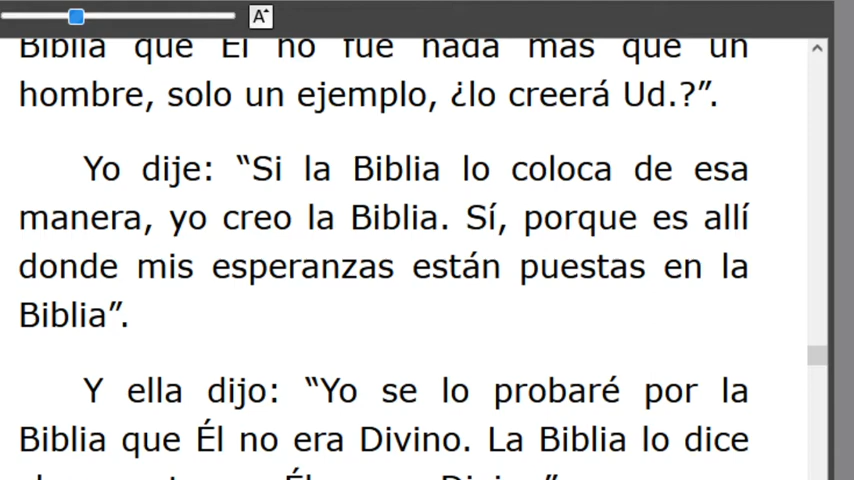 A
Biblia que Él no fue nada más que un
hombre, solo un ejemplo, ¿lo creerá Ud.?”.
Yo dije: “Si la Biblia lo coloca de esa
manera, yo creo la Biblia. Sí, porque es allí
donde mis esperanzas están puestas en la
Biblia”.
Y ella dijo: “Yo se lo probaré por la
Biblia que Él no era Divino. La Biblia lo dice
Él